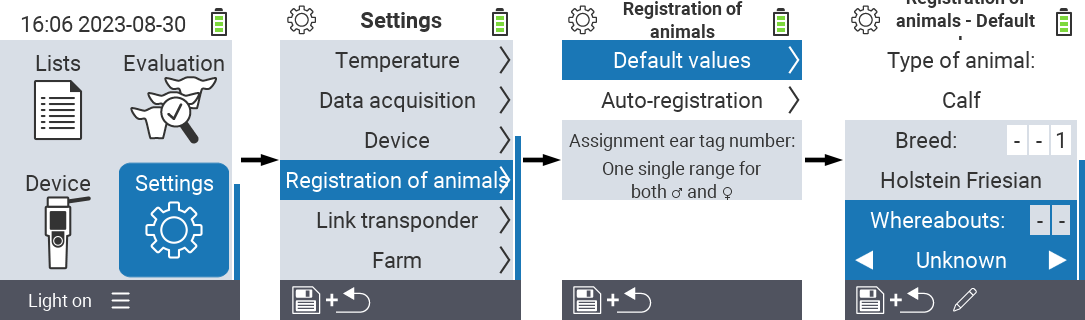 16:06 2023-08-30
Lists
Evaluation
Device
Settings
Light on
Settings
Temperature
Data acquisition
Device
Registration of animals
Link transponder
Farm
+
Registration of
animals
Default values
Auto-registration
Assignment ear tag number:
One single range for
both ♂ and ♀
+
Registration of
animals - Default
Type of animal:
Calf
Breed: - - 1
Holstein Friesian
Whereabouts: - -
Unknown
+